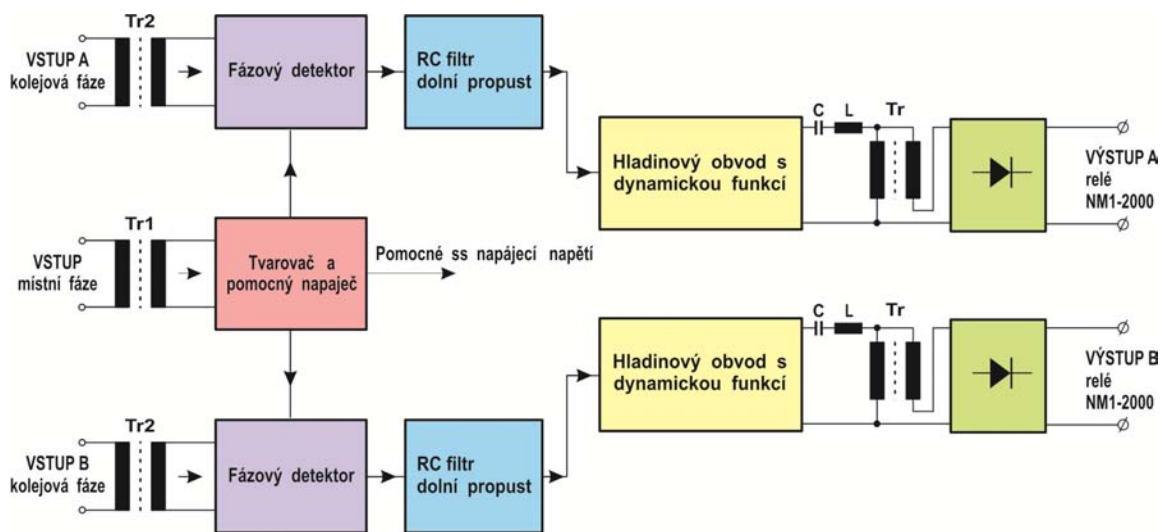 Tr2
VSTUP A
kolejová fáze
Fázový detektor
RC filtr
dolní propust
Hladinový obvod s
dynamickou funkcí
C
L
Tr
VÝSTUP A
relé
NM1-2000
Tr1
VSTUP
místní fáze
Tvarovač a
pomocný napaječ
Pomocné ss napájecí napětí
Hladinový obvod s
dynamickou funkcí
C
L
Tr
VÝSTUP B
relé
NM1-2000
Tr2
VSTUP B
kolejová fáze
Fázový detektor
RC filtr
dolní propust